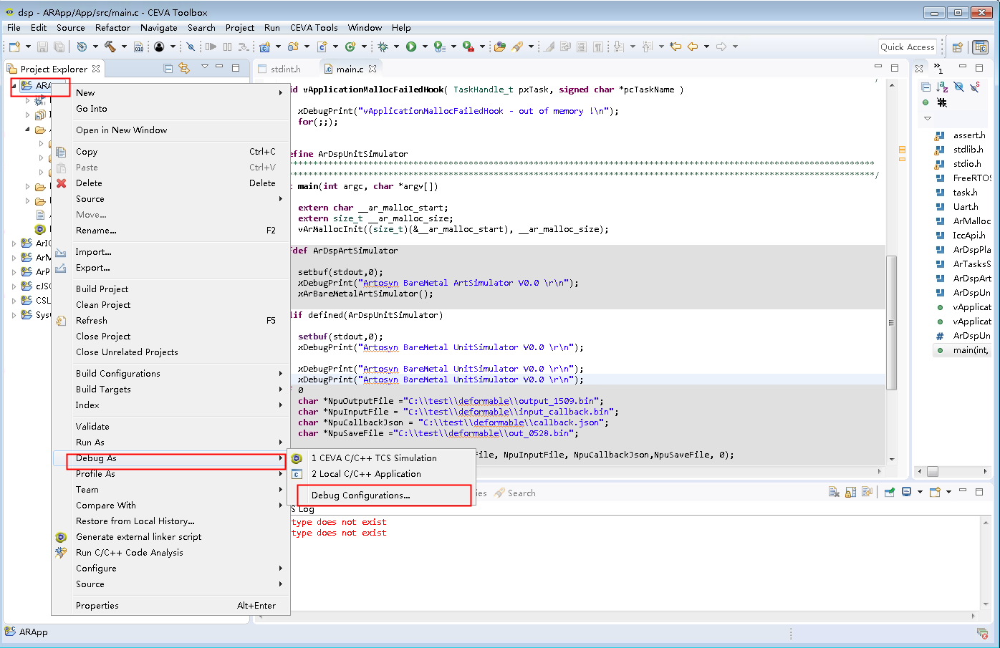 dsp - ARApp/App/src/main.c - CEVA Toolbox
File Edit Source Refactor Navigate Search Project Run CEVA Tools Window Help
Quick Access
Project Explorer
stdint.h
main.c
1
ARA
ArIC
ArM
ArP
cJSO
CSL
Sys
New
Go Into
Open in New Window
Copy Ctrl+C
Paste Ctrl+V
Delete Delete
Source
Move...
Rename... F2
Import...
Export...
Build Project
Clean Project
Refresh F5
Close Project
Close Unrelated Projects
Build Configurations
Build Targets
Index
Validate
Run As
Debug As
Profile As
Team
Compare With
Restore from Local History...
Generate external linker script
Run C/C++ Code Analysis
Configure
Source
Properties Alt+Enter
1 CEVA C/C++ TCS Simulation
2 Local C/C++ Application
Debug Configurations...
id vApplicationMallocFailedHook( TaskHandle_t pxTask, signed char *pcTaskName )
xDebugPrint("vApplicationMallocFailedHook - out of memory !\n");
for(;;);
efine ArDspUnitSimulator
t main(int argc, char *argv[])
extern char __ar_malloc_start;
extern size_t __ar_malloc_size;
vArMallocInit((size_t)(&__ar_malloc_start), __ar_malloc_size);
fdef ArDspArtSimulator
setbuf(stdout,0);
xDebugPrint("Artosyn BareMetal ArtSimulator V0.0 \r\n");
xArBareMetalArtSimulator();
lif defined(ArDspUnitSimulator)
setbuf(stdout,0);
xDebugPrint("Artosyn BareMetal UnitSimulator V0.0 \r\n");
xDebugPrint("Artosyn BareMetal UnitSimulator V0.0 \r\n");
xDebugPrint("Artosyn BareMetal UnitSimulator V0.0 \r\n");
f 0
char *NpuOutputFile ="C:\\test\\deformable\\output_1509.bin";
char *NpuInputFile = "C:\\test\\deformable\\input_callback.bin";
char *NpuCallbackJson = "C:\\test\\deformable\\callback.json";
char *NpuSaveFile ="C:\\test\\deformable\\out_0528.bin";
File, NpuInputFile, NpuCallbackJson,NpuSaveFile, 0);
assert.h
stdlib.h
stdio.h
FreeRTOS
task.h
Uart.h
ArMalloc
IccApi.h
ArDspPla
ArTasksS
ArDspArt
ArDspUn
vApplicat
vApplicat
ArDspUn
main(int,
ies Search
S Log
type does not exist
type does not exist
ARApp